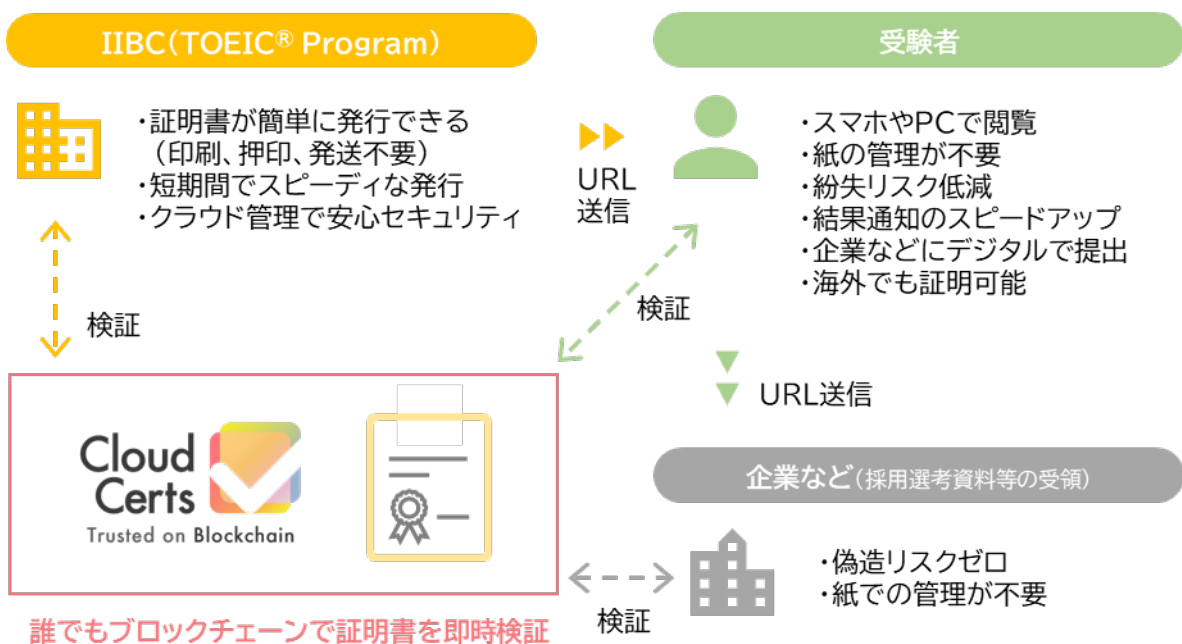 IIBC(TOEIC® Program)
・証明書が簡単に発行できる
（印刷、押印、発送不要）
・短期間でスピーディな発行
・クラウド管理で安心セキュリティ
URL
送信
受験者
・スマホやPCで閲覧
・紙の管理が不要
・紛失リスク低減
・結果通知のスピードアップ
・企業などにデジタルで提出
・海外でも証明可能
検証
検証
URL送信
Cloud
Certs
Trusted on Blockchain
誰でもブロックチェーンで証明書を即時検証
検証
企業など（採用選考資料等の受領）
・偽造リスクゼロ
・紙での管理が不要